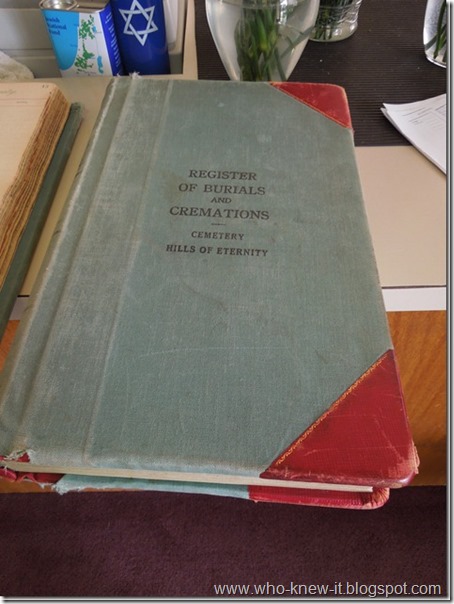 REGISTER
OF BURIALS
AND
CREMATIONS
CEMETERY
HILLS OF ETERNITY
www.who-knew-it.blogspot.com